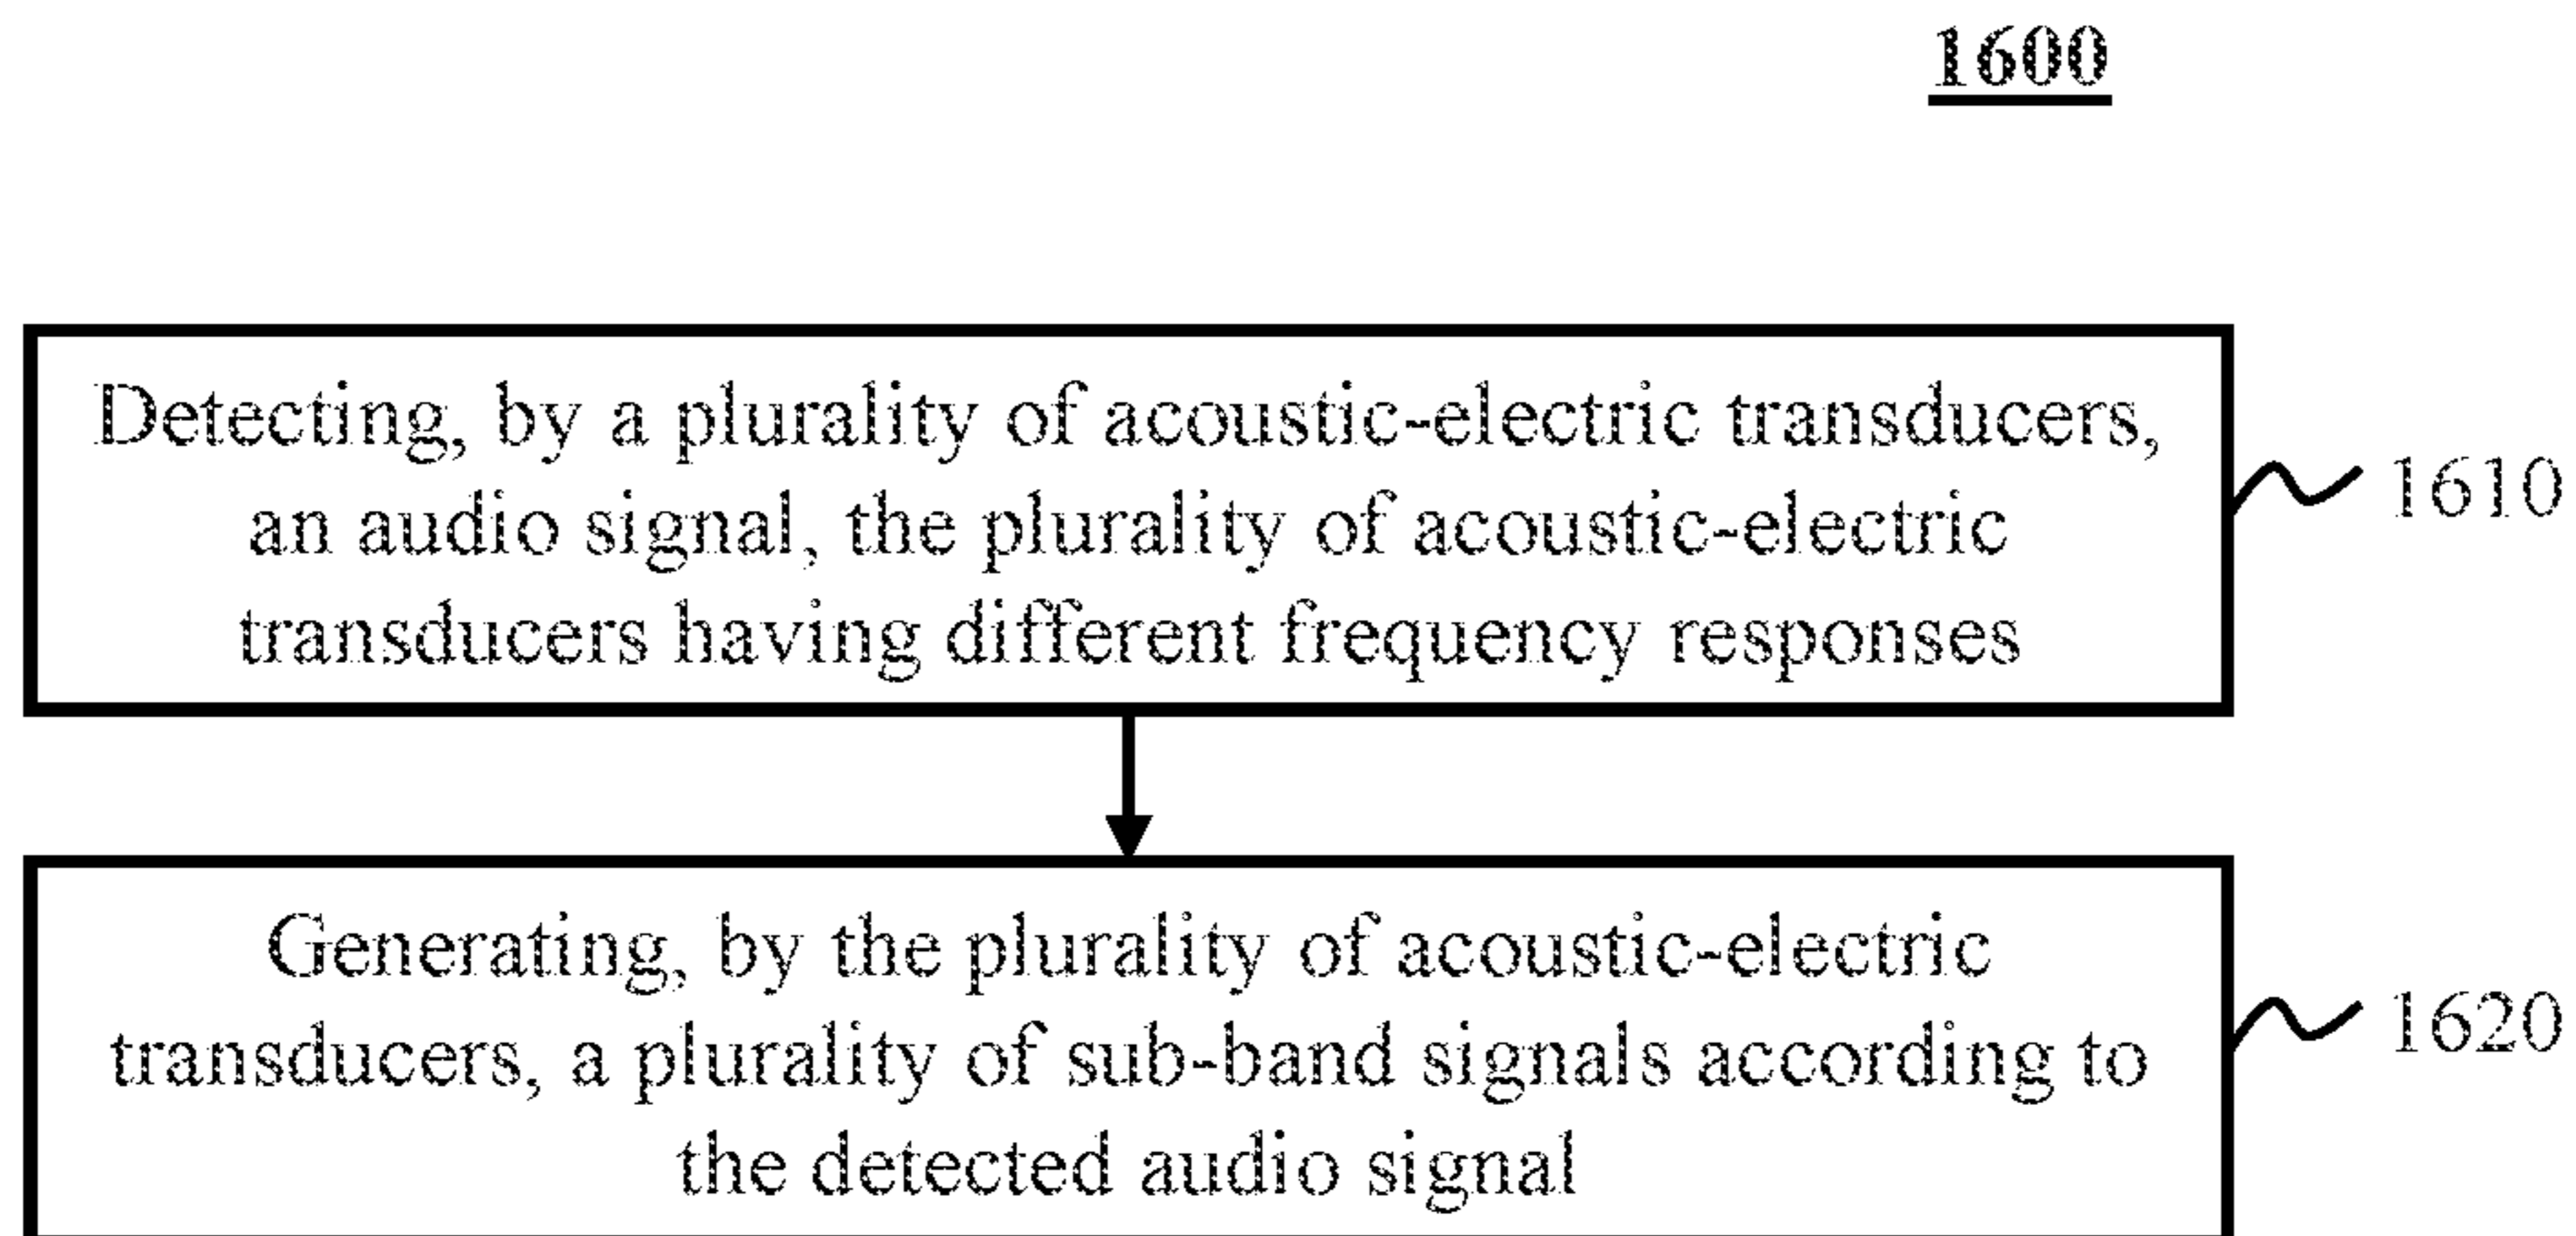 1600
Detecting, by a plurality of acoustic-electric transducers,
an audio signal, the plurality of acoustic-electric
transducers having different frequency responses
1610
Generating, by the plurality of acoustic-electric
transducers, a plurality of sub-band signals according to
the detected audio signal
1620